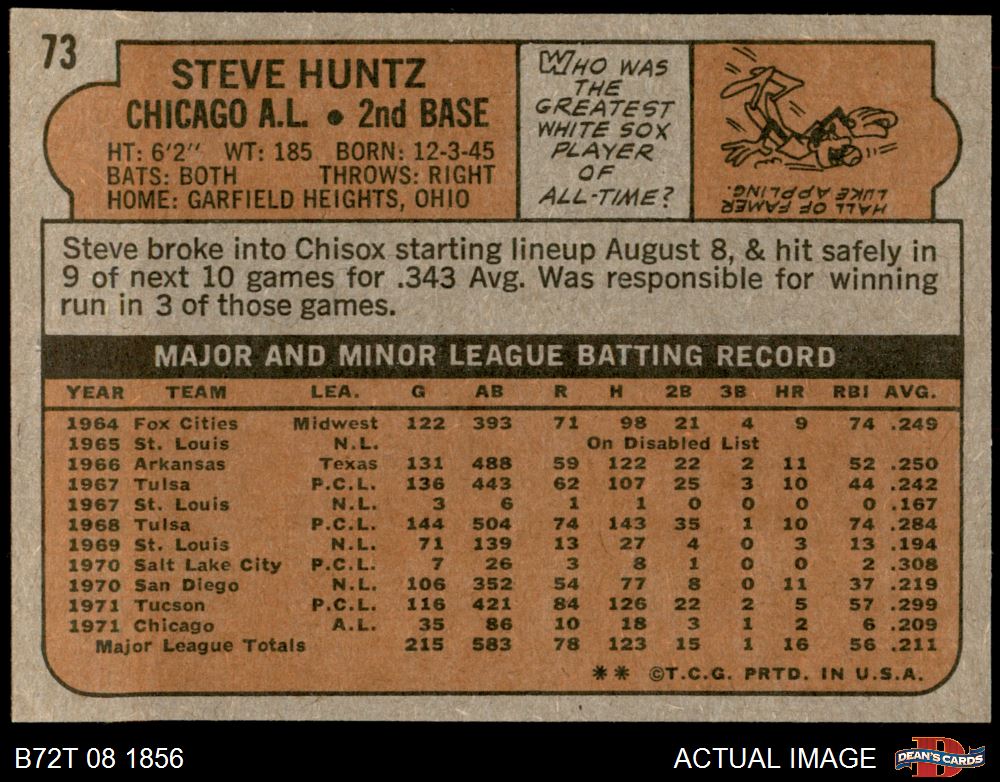 73
STEVE HUNTZ
CHICAGO A.L. • 2nd BASE
HT: 6'2" WT: 185 BORN: 12-3-45
BATS: BOTH THROWS: RIGHT
HOME: GARFIELD HEIGHTS, OHIO
WHO WAS
THE
GREATEST
WHITE SOX
PLAYER
OF
ALL-TIME?
HALL OF FAMER
LUKE APPLING.
Steve broke into Chisox starting lineup August 8, & hit safely in
9 of next 10 games for .343 Avg. Was responsible for winning
run in 3 of those games.
MAJOR AND MINOR LEAGUE BATTING RECORD
YEAR TEAM LEA. G AB R H 2B 3B HR RBI AVG.
1964 Fox Cities Midwest 122 393 71 98 21 4 9 74 .249
1965 St. Louis N.L. On Disabled List
1966 Arkansas Texas 131 488 59 122 22 2 11 52 .250
1967 Tulsa P.C.L. 136 443 62 107 25 3 10 44 .242
1967 St. Louis N.L. 3 6 1 1 0 0 0 0 .167
1968 Tulsa P.C.L. 144 504 74 143 35 1 10 74 .284
1969 St. Louis N.L. 71 139 13 27 4 0 3 13 .194
1970 Salt Lake City P.C.L. 7 26 3 8 1 0 0 2 .308
1970 San Diego N.L. 106 352 54 77 8 0 11 37 .219
1971 Tucson P.C.L. 116 421 84 126 22 2 5 57 .299
1971 Chicago A.L. 35 86 10 18 3 1 2 6 .209
Major League Totals 215 583 78 123 15 1 16 56 .211
** ©T.C.G. PRTD. IN U.S.A.
B72T 08 1856
ACTUAL IMAGE
D
DEAN'S CARDS